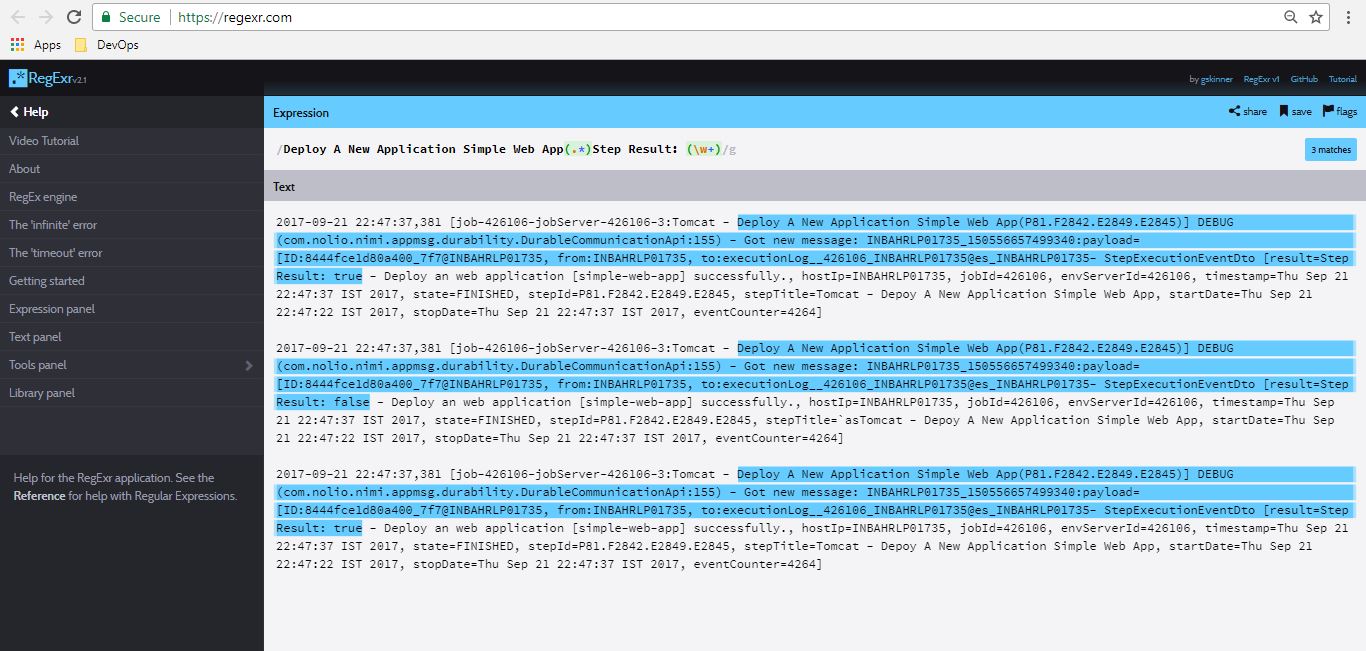 Secure https://regexr.com
Apps DevOps
.* RegExr v2.1
by gskinner RegExr v1 GitHub Tutorial
Help
Video Tutorial
About
RegEx engine
The 'infinite' error
The 'timeout' error
Getting started
Expression panel
Text panel
Tools panel
Library panel
Help for the RegExr application. See the
Reference for help with Regular Expressions.
Expression
share save flags
/Deploy A New Application Simple Web App(.*)Step Result: (\w+)/g
3 matches
Text
2017-09-21 22:47:37,381 [job-426106-jobServer-426106-3:Tomcat - Deploy A New Application Simple Web App(P81.F2842.E2849.E2845)] DEBUG
(com.nolio.nimi.appmsg.durability.DurableCommunicationApi:155) - Got new message: INBAHRLP01735_150556657499340:payload=
[ID:8444fce1d80a400_7f7@INBAHRLP01735, from:INBAHRLP01735, to:executionLog__426106_INBAHRLP01735@es_INBAHRLP01735- StepExecutionEventDto [result=Step
Result: true - Deploy an web application [simple-web-app] successfully., hostIp=INBAHRLP01735, jobId=426106, envServerId=426106, timestamp=Thu Sep 21
22:47:37 IST 2017, state=FINISHED, stepId=P81.F2842.E2849.E2845, stepTitle=Tomcat - Depoy A New Application Simple Web App, startDate=Thu Sep 21
22:47:22 IST 2017, stopDate=Thu Sep 21 22:47:37 IST 2017, eventCounter=4264]
2017-09-21 22:47:37,381 [job-426106-jobServer-426106-3:Tomcat - Deploy A New Application Simple Web App(P81.F2842.E2849.E2845)] DEBUG
(com.nolio.nimi.appmsg.durability.DurableCommunicationApi:155) - Got new message: INBAHRLP01735_150556657499340:payload=
[ID:8444fce1d80a400_7f7@INBAHRLP01735, from:INBAHRLP01735, to:executionLog__426106_INBAHRLP01735@es_INBAHRLP01735- StepExecutionEventDto [result=Step
Result: false - Deploy an web application [simple-web-app] successfully., hostIp=INBAHRLP01735, jobId=426106, envServerId=426106, timestamp=Thu Sep
21 22:47:37 IST 2017, state=FINISHED, stepId=P81.F2842.E2849.E2845, stepTitle=`asTomcat - Depoy A New Application Simple Web App, startDate=Thu Sep
21 22:47:22 IST 2017, stopDate=Thu Sep 21 22:47:37 IST 2017, eventCounter=4264]
2017-09-21 22:47:37,381 [job-426106-jobServer-426106-3:Tomcat - Deploy A New Application Simple Web App(P81.F2842.E2849.E2845)] DEBUG
(com.nolio.nimi.appmsg.durability.DurableCommunicationApi:155) - Got new message: INBAHRLP01735_150556657499340:payload=
[ID:8444fce1d80a400_7f7@INBAHRLP01735, from:INBAHRLP01735, to:executionLog__426106_INBAHRLP01735@es_INBAHRLP01735- StepExecutionEventDto [result=Step
Result: true - Deploy an web application [simple-web-app] successfully., hostIp=INBAHRLP01735, jobId=426106, envServerId=426106, timestamp=Thu Sep 21
22:47:37 IST 2017, state=FINISHED, stepId=P81.F2842.E2849.E2845, stepTitle=Tomcat - Depoy A New Application Simple Web App, startDate=Thu Sep 21
22:47:22 IST 2017, stopDate=Thu Sep 21 22:47:37 IST 2017, eventCounter=4264]